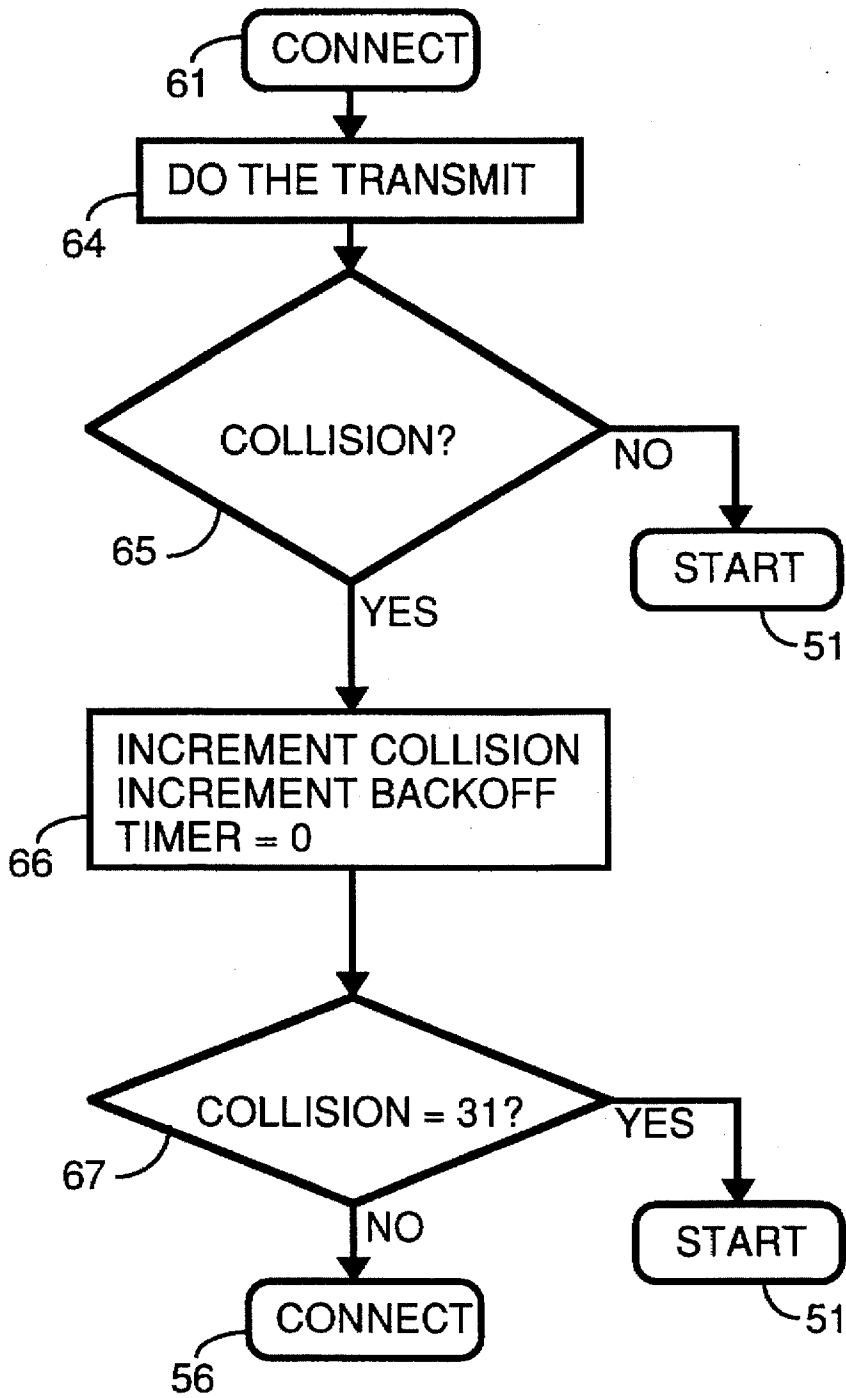 CONNECT
61
DO THE TRANSMIT
64
COLLISION?
NO
65
START
YES
51
INCREMENT COLLISION
INCREMENT BACKOFF
TIMER = 0
66
COLLISION = 31?
YES
67
NO
START
CONNECT
51
56